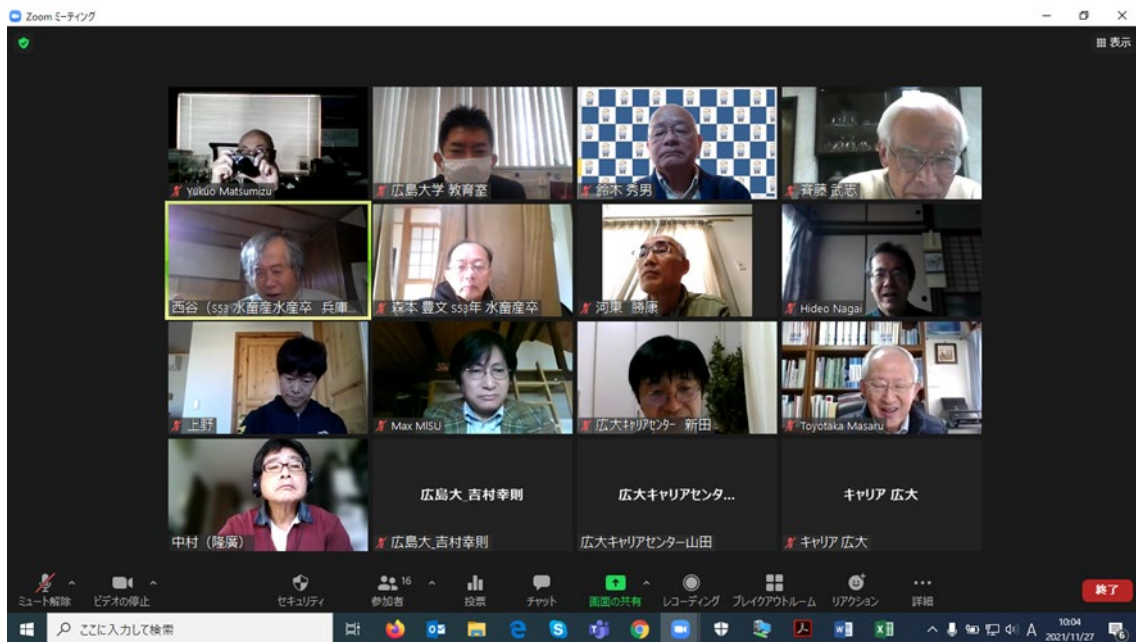 Zoom ミーティング
表示
Yukuo Matsumizu
広島大学 教育室
鈴木 秀男
齊藤 武志
西谷（S53 水畜産水産卒 兵庫...
森本 豊文 S53年 水畜産卒
河東 勝康
Hideo Nagai
上野
Max MISU
広大キャリアセンター 新田
Toyotaka Masaru
中村（隆廣）
広島大_吉村幸則
広大キャリアセンタ...
キャリア 広大
広島大_吉村幸則
広大キャリアセンター山田
キャリア 広大
ミュート解除
ビデオの停止
セキュリティ
16
参加者
投票
チャット
画面の共有
レコーディング
ブレイクアウトルーム
リアクション
詳細
終了
ここに入力して検索
A
10:04
2021/11/27
6